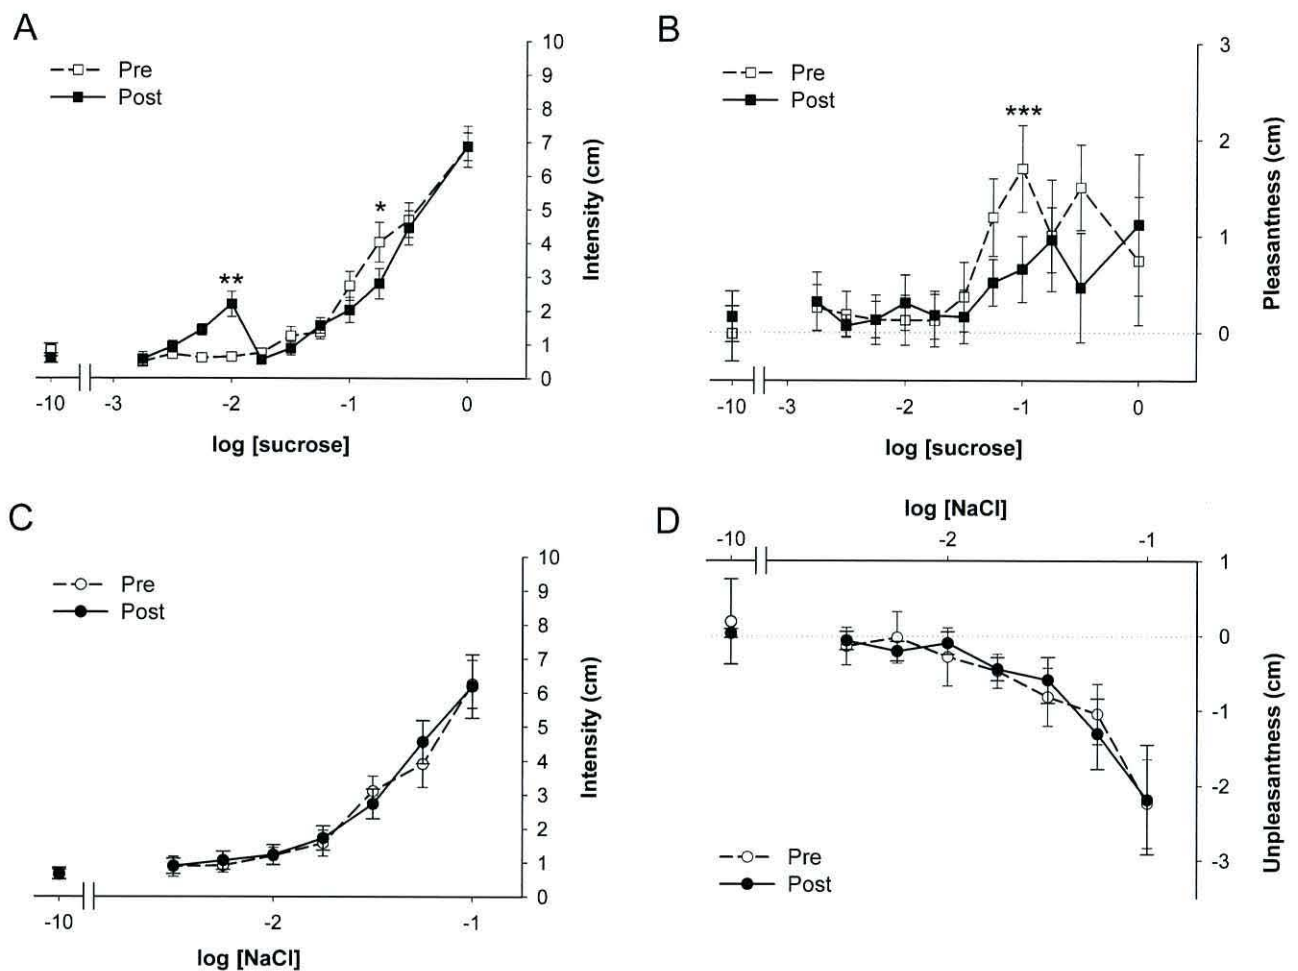 A
Pre
Post
**
*
10
9
8
7
6
5
4
3
2
1
0
Intensity (cm)
-10
-3
-2
-1
0
log [sucrose]
B
Pre
Post
***
3
2
1
0
Pleasantness (cm)
-10
-3
-2
-1
0
log [sucrose]
C
Pre
Post
10
9
8
7
6
5
4
3
2
1
0
Intensity (cm)
-10
-2
-1
log [NaCl]
D
log [NaCl]
-10
-2
-1
1
0
-1
-2
-3
Unpleasantness (cm)
Pre
Post